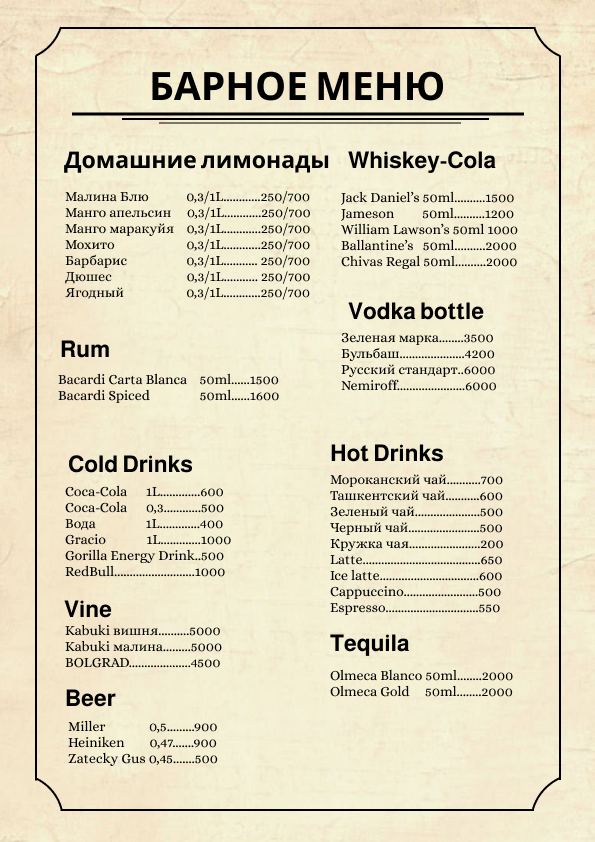 БАРНОЕ МЕНЮ
Домашние лимонады
Малина Блю 0,3/1L............250/700
Манго апельсин 0,3/1L............250/700
Манго маракуйя 0,3/1L............250/700
Мохито 0,3/1L............250/700
Барбарис 0,3/1L........... 250/700
Дюшес 0,3/1L........... 250/700
Ягодный 0,3/1L............250/700
Rum
Bacardi Carta Blanca 50ml......1500
Bacardi Spiced 50ml......1600
Cold Drinks
Coca-Cola 1L.............600
Coca-Cola 0,3............500
Вода 1L.............400
Gracio 1L.............1000
Gorilla Energy Drink..500
RedBull..........................1000
Vine
Kabuki вишня..........5000
Kabuki малина.........5000
BOLGRAD....................4500
Beer
Miller 0,5.........900
Heiniken 0,47.......900
Zatecky Gus 0,45.......500
Whiskey-Cola
Jack Daniel’s 50ml..........1500
Jameson 50ml..........1200
William Lawson’s 50ml 1000
Ballantine’s 50ml..........2000
Chivas Regal 50ml..........2000
Vodka bottle
Зеленая марка........3500
Бульбаш.....................4200
Русский стандарт..6000
Nemiroff......................6000
Hot Drinks
Мороканский чай...........700
Ташкентский чай...........600
Зеленый чай.....................500
Черный чай.......................500
Кружка чая.......................200
Latte......................................650
Ice latte................................600
Cappuccino........................500
Espresso..............................550
Tequila
Olmeca Blanco 50ml........2000
Olmeca Gold 50ml........2000